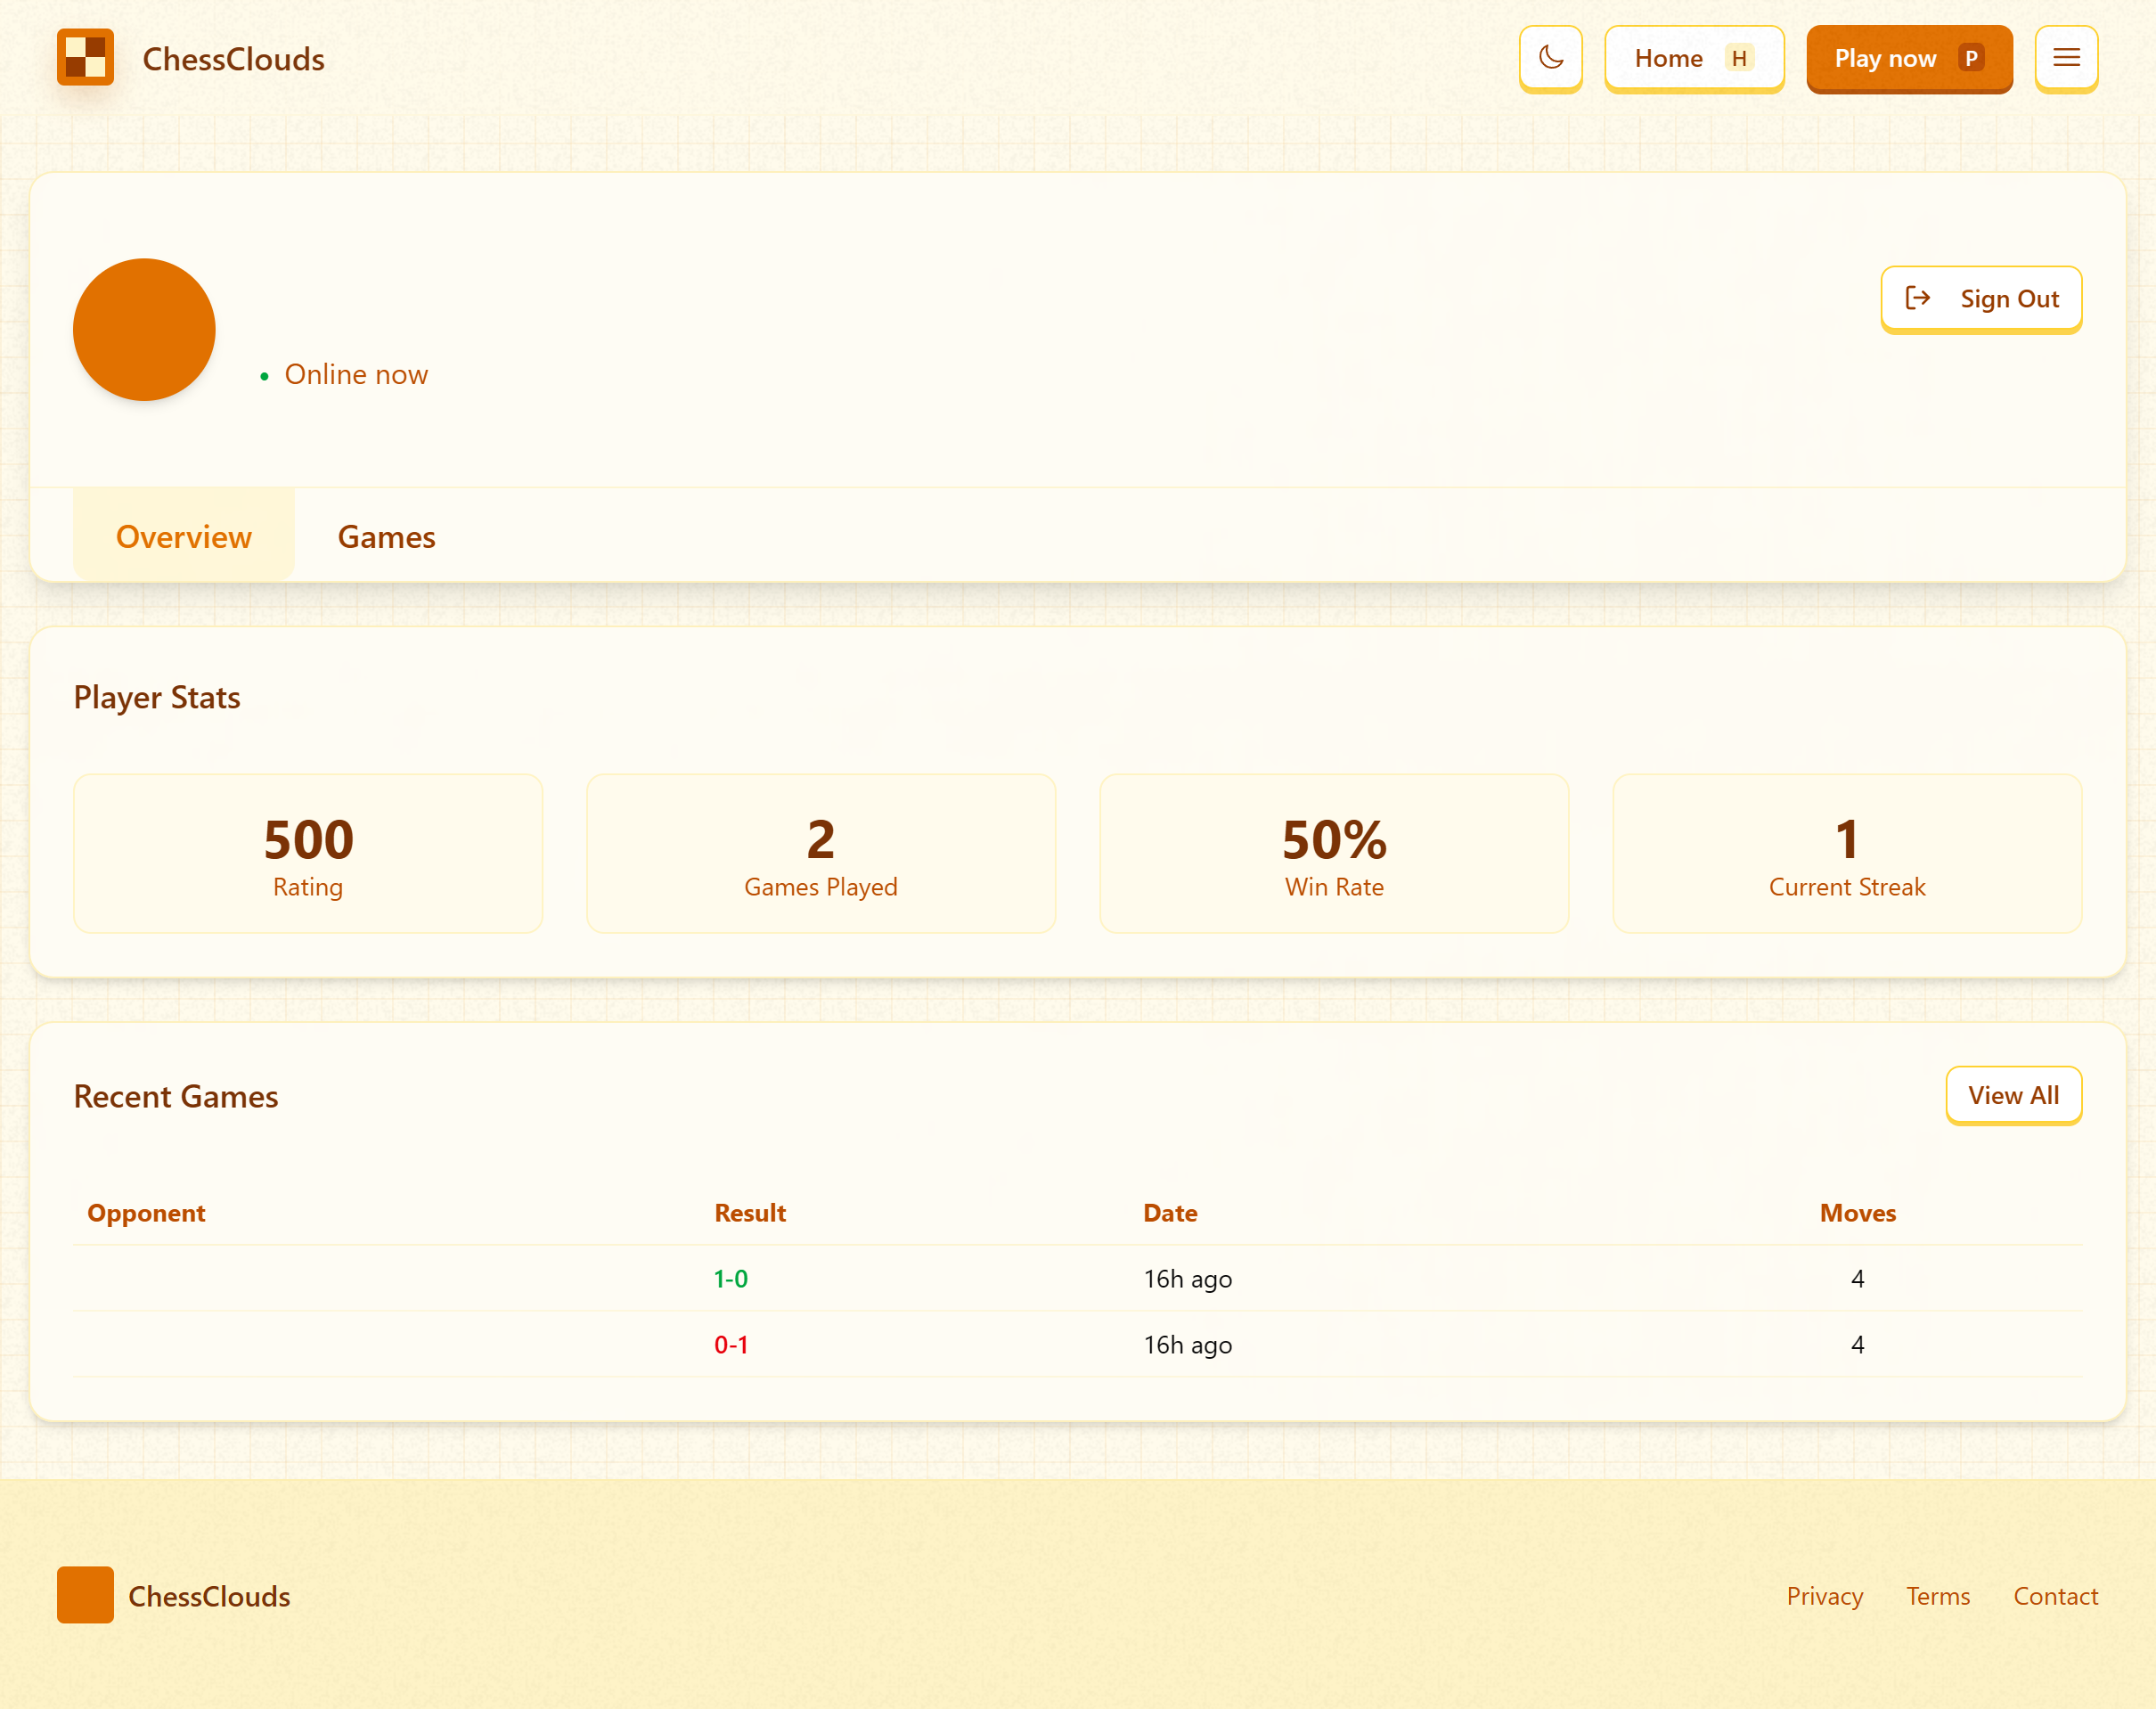 ChessClouds
Home H
Play now P
Sign Out
• Online now
Overview Games
Player Stats
500
Rating
2
Games Played
50%
Win Rate
1
Current Streak
Recent Games
View All
Opponent Result Date Moves
1-0 16h ago 4
0-1 16h ago 4
ChessClouds
Privacy Terms Contact